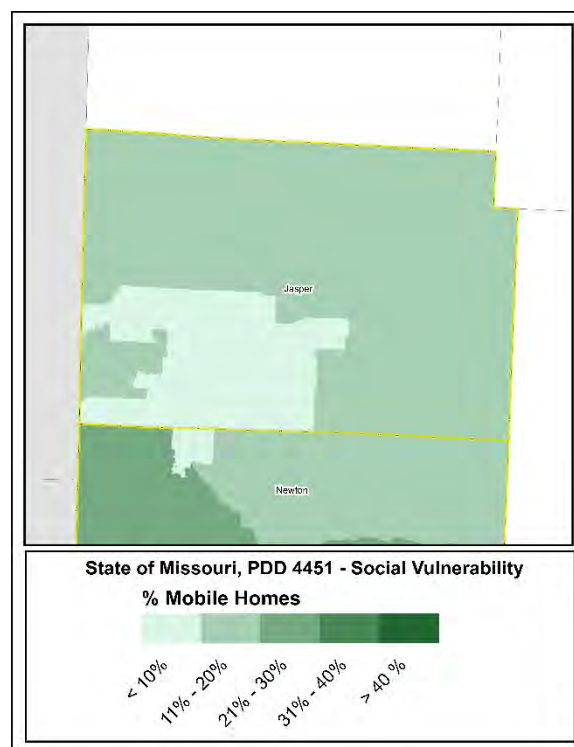 Jasper
Newton
State of Missouri, PDD 4451 - Social Vulnerability
% Mobile Homes
< 10%
11% - 20%
21% - 30%
31% - 40%
> 40 %